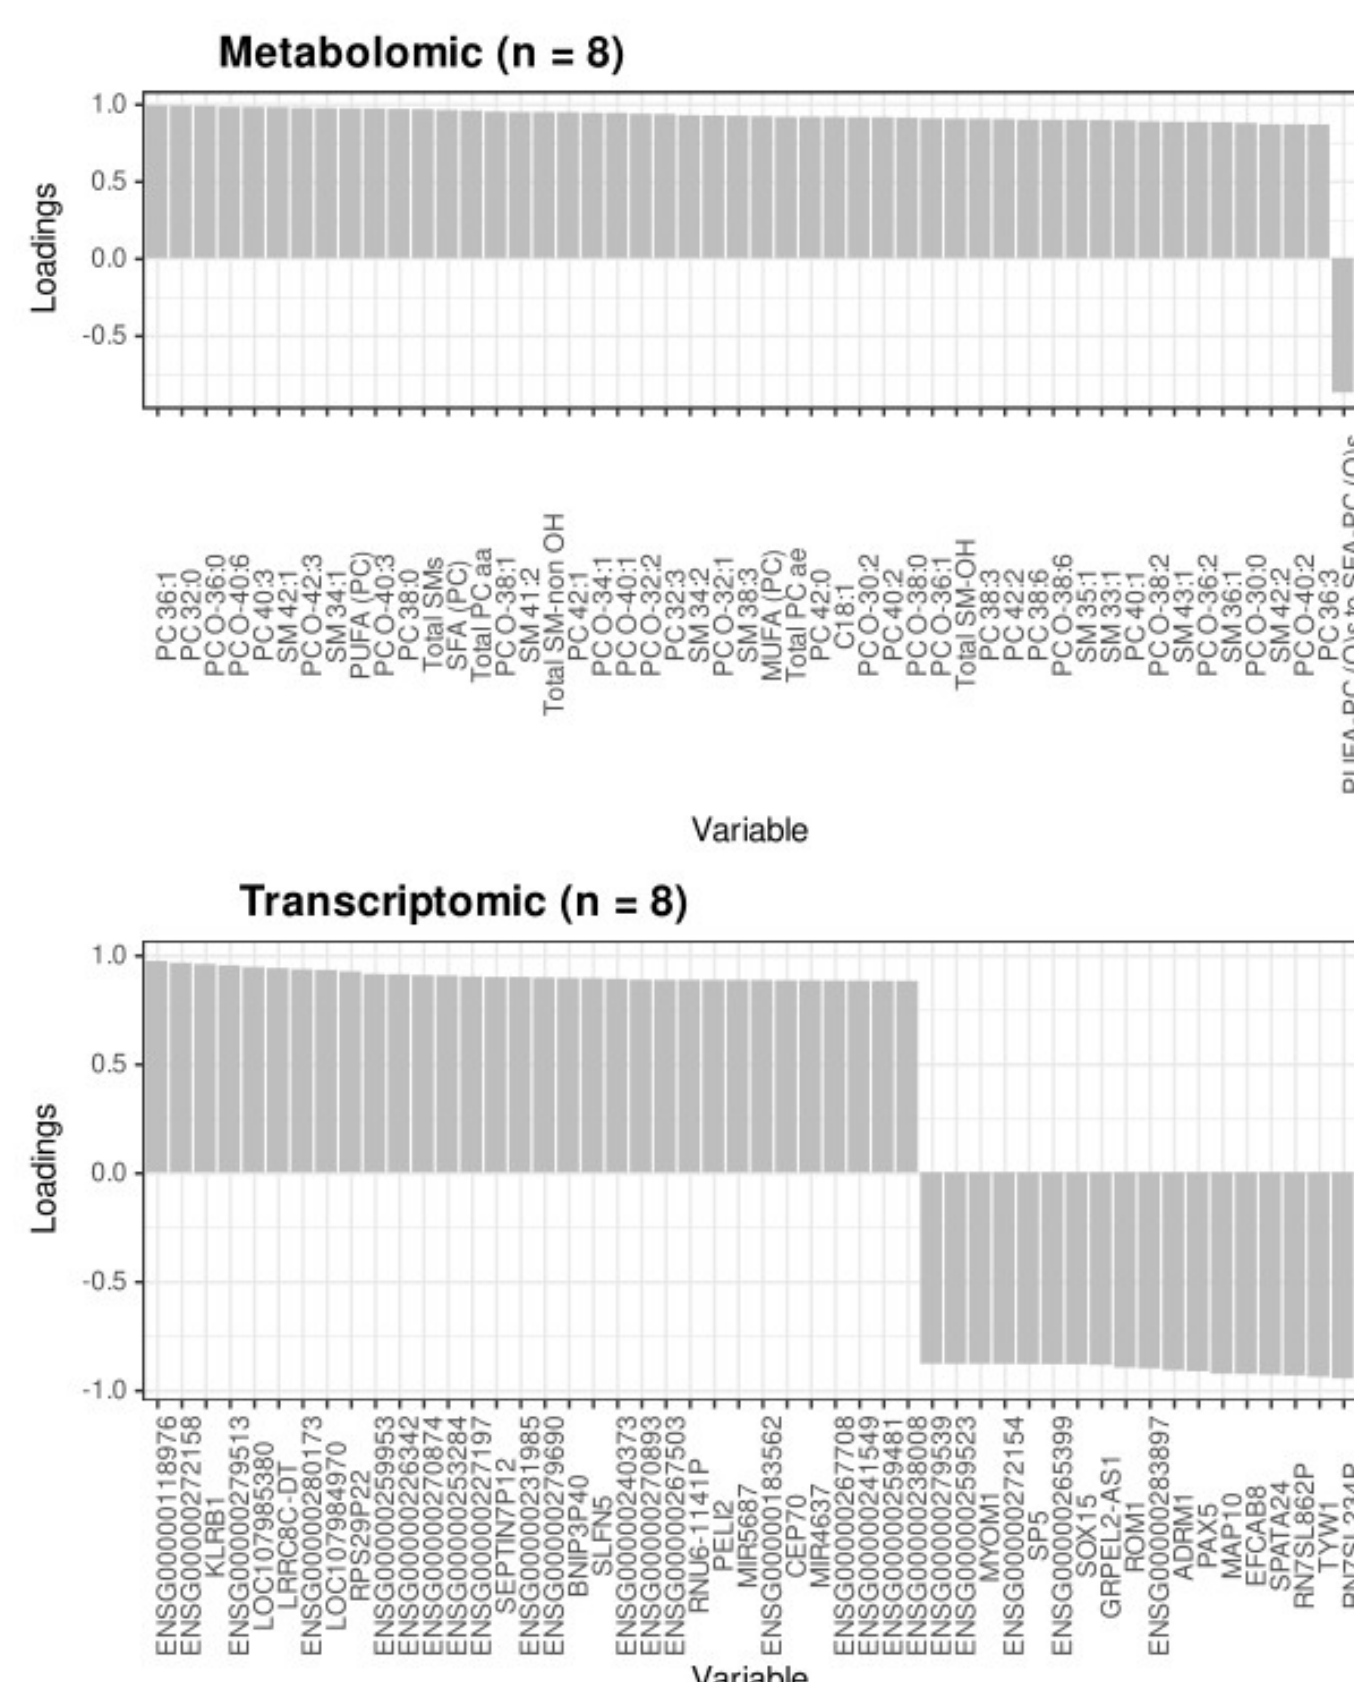 Metabolomic (n = 8)
1.0
0.5
0.0
-0.5
Loadings
PC 36:1
PC 32:0
PC O-36:0
PC O-40:6
PC 40:3
SM 42:1
PC O-42:3
SM 34:1
PUFA (PC)
PC O-40:3
PC 38:0
Total SMs
SFA (PC)
Total PC aa
PC O-38:1
SM 41:2
Total SM-non OH
PC 42:1
PC O-34:1
PC O-40:1
PC O-32:2
PC 32:3
SM 34:2
PC O-32:1
SM 38:3
MUFA (PC)
Total PC ae
PC 42:0
C18:1
PC O-30:2
PC 40:2
PC O-38:0
PC O-36:1
Total SM-OH
PC 38:3
PC 42:2
PC 38:6
PC O-38:6
SM 35:1
SM 33:1
PC 40:1
PC O-38:2
SM 43:1
PC O-36:2
SM 36:1
PC O-30:0
SM 42:2
PC O-40:2
PC 36:3
PUFA-PC (O)s to SFA-PC (O)s
Variable
Transcriptomic (n = 8)
1.0
0.5
0.0
-0.5
-1.0
Loadings
ENSG00000118976
ENSG00000272158
KLRB1
ENSG00000279513
LOC107985380
LRRC8C-DT
ENSG00000280173
LOC107984970
RPS29P22
ENSG00000259953
ENSG00000226342
ENSG00000270874
ENSG00000253284
ENSG00000227197
SEPTIN7P12
ENSG00000231985
ENSG00000279690
BNIP3P40
SLFN5
ENSG00000240373
ENSG00000270893
ENSG00000267503
RNU6-1141P
PELI2
MIR5687
ENSG00000183562
CEP70
MIR4637
ENSG00000267708
ENSG00000241549
ENSG00000259481
ENSG00000238008
ENSG00000279539
ENSG00000259523
MYOM1
ENSG00000272154
SP5
ENSG00000265399
SOX15
GRPEL2-AS1
ROM1
ENSG00000283897
ADRM1
PAX5
MAP10
EFCAB8
SPATA24
RN7SL862P
TYW1
RN7SL234P
Variable